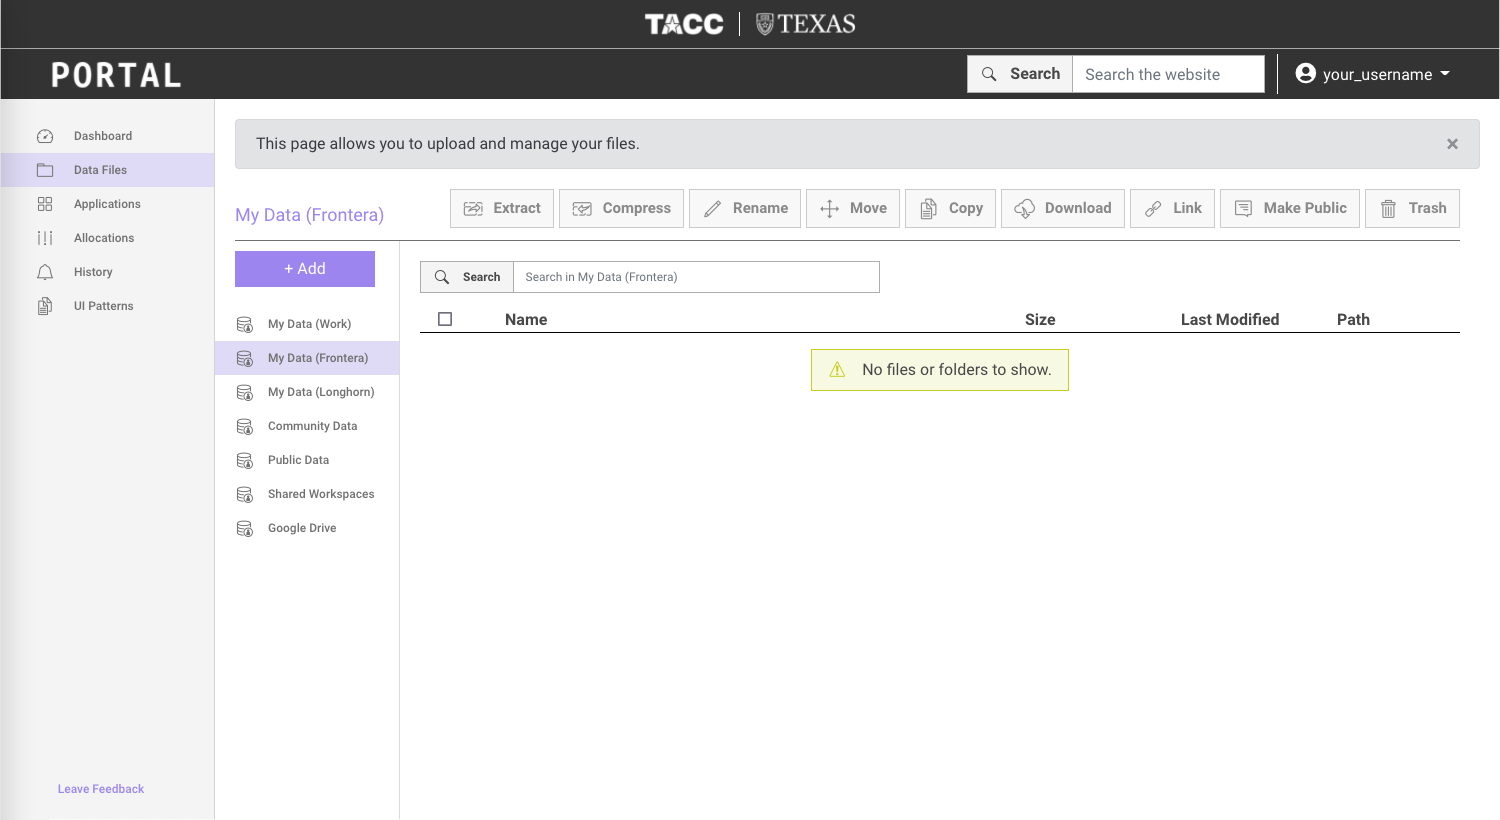 TACC TEXAS
PORTAL
Search Search the website your_username
Dashboard
Data Files
Applications
Allocations
History
UI Patterns
Leave Feedback
This page allows you to upload and manage your files. ×
My Data (Frontera)
Extract Compress Rename Move Copy Download Link Make Public Trash
+ Add
My Data (Work)
My Data (Frontera)
My Data (Longhorn)
Community Data
Public Data
Shared Workspaces
Google Drive
Search Search in My Data (Frontera)
Name Size Last Modified Path
No files or folders to show.